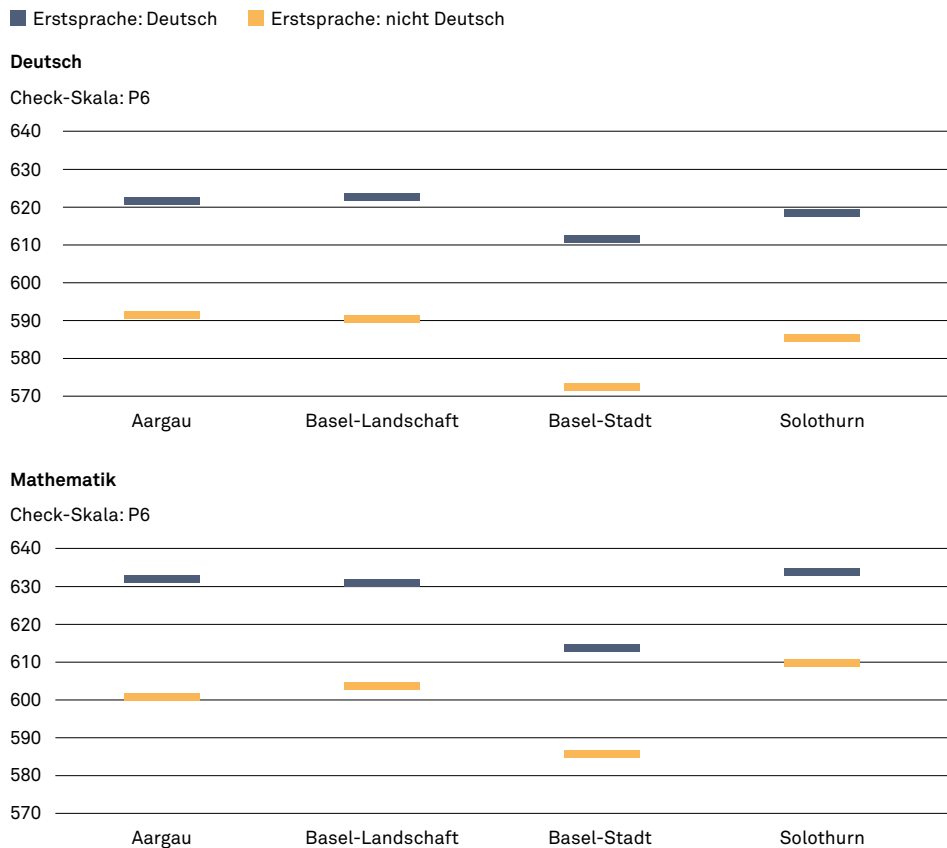 Erstsprache: Deutsch Erstsprache: nicht Deutsch
Deutsch
Check-Skala: P6
640
630
620
610
600
590
580
570
Aargau Basel-Landschaft Basel-Stadt Solothurn
Mathematik
Check-Skala: P6
640
630
620
610
600
590
580
570
Aargau Basel-Landschaft Basel-Stadt Solothurn